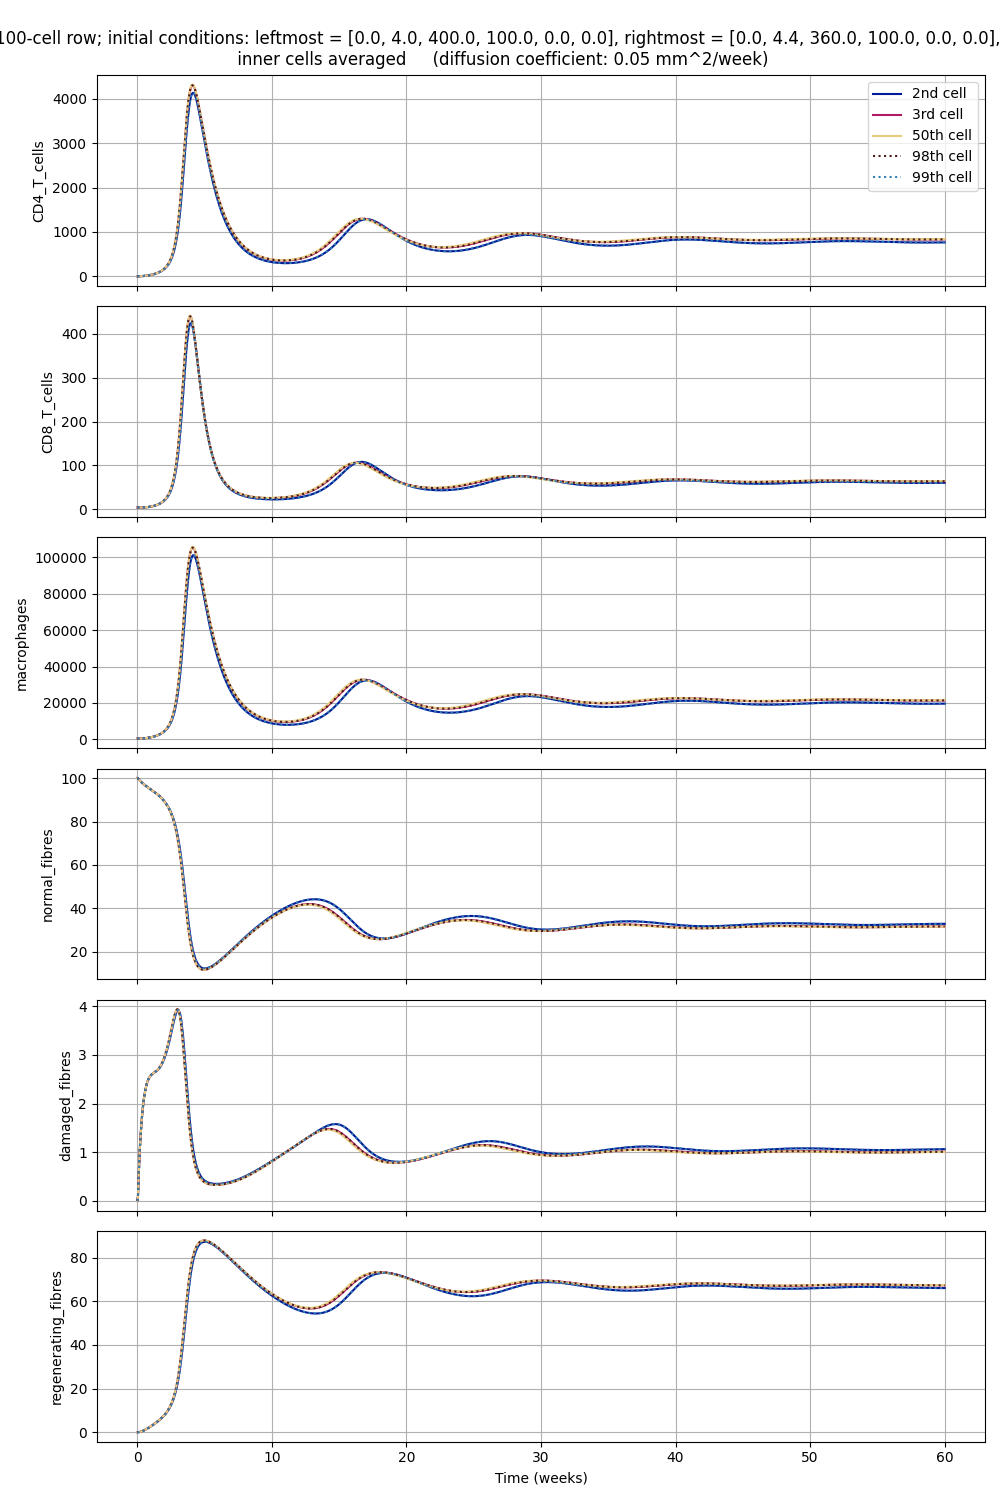 100-cell row; initial conditions: leftmost = [0.0, 4.0, 400.0, 100.0, 0.0, 0.0], rightmost = [0.0, 4.4, 360.0, 100.0, 0.0, 0.0],
inner cells averaged (diffusion coefficient: 0.05 mm^2/week)
2nd cell
3rd cell
50th cell
98th cell
99th cell
CD4_T_cells
4000
3000
2000
1000
0
CD8_T_cells
400
300
200
100
0
macrophages
100000
80000
60000
40000
20000
0
normal_fibres
100
80
60
40
20
damaged_fibres
4
3
2
1
0
regenerating_fibres
80
60
40
20
0
0 10 20 30 40 50 60
Time (weeks)